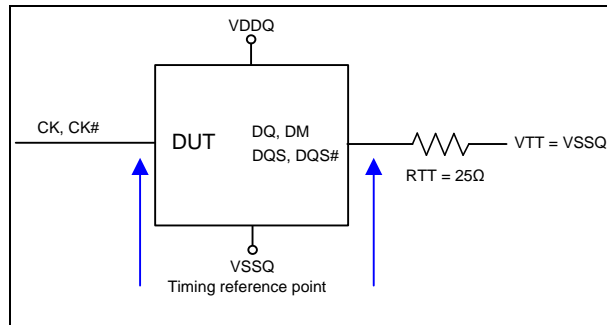 VDDQ
CK, CK#
DUT
DQ, DM
DQS, DQS#
VTT = VSSQ
RTT = 25Ω
VSSQ
Timing reference point